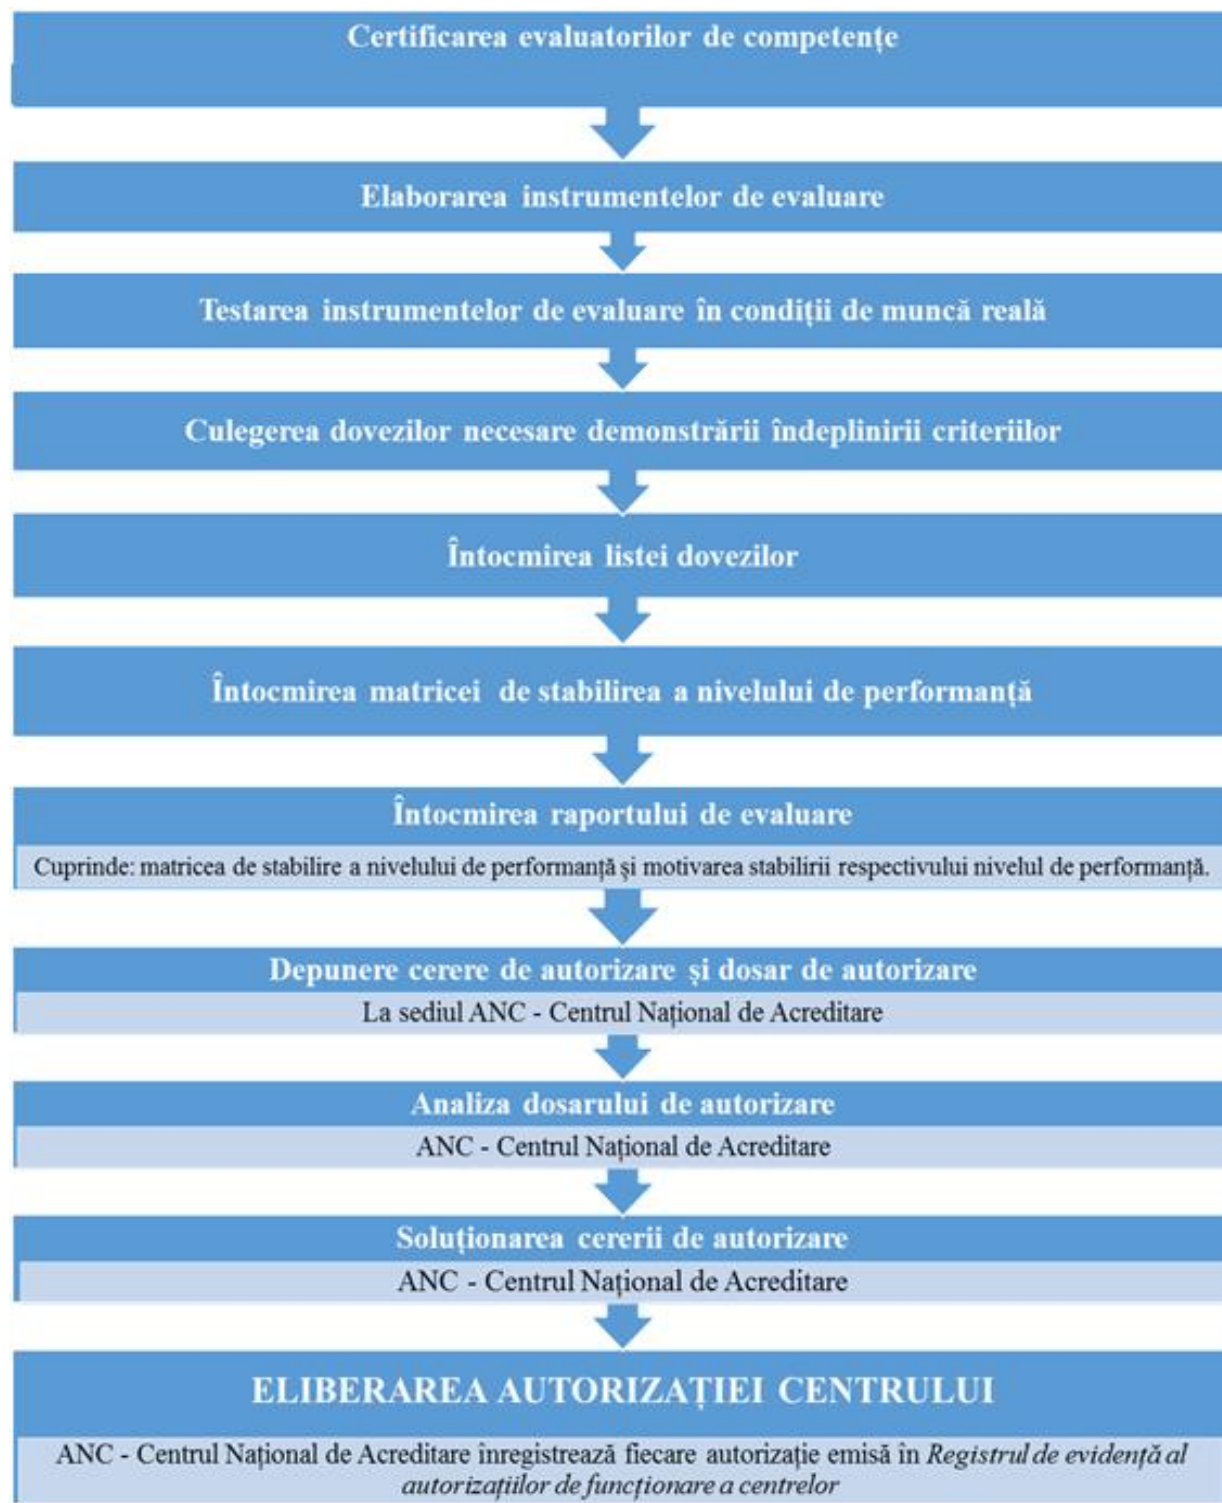 Certificarea evaluatorilor de competențe
Elaborarea instrumentelor de evaluare
Testarea instrumentelor de evaluare în condiții de muncă reală
Culegerea dovezilor necesare demonstrării îndeplinirii criteriilor
Întocmirea listei dovezilor
Întocmirea matricei de stabilirea a nivelului de performanță
Întocmirea raportului de evaluare
Cuprinde: matricea de stabilire a nivelului de performanță şi motivarea stabilirii respectivului nivelul de performanță.
Depunere cerere de autorizare și dosar de autorizare
La sediul ANC - Centrul Național de Acreditare
Analiza dosarului de autorizare
ANC - Centrul Național de Acreditare
Soluționarea cererii de autorizare
ANC - Centrul Național de Acreditare
ELIBERAREA AUTORIZAȚIEI CENTRULUI
ANC - Centrul Național de Acreditare înregistrează fiecare autorizație emisă în Registrul de evidență al
autorizațiilor de funcționare a centrelor